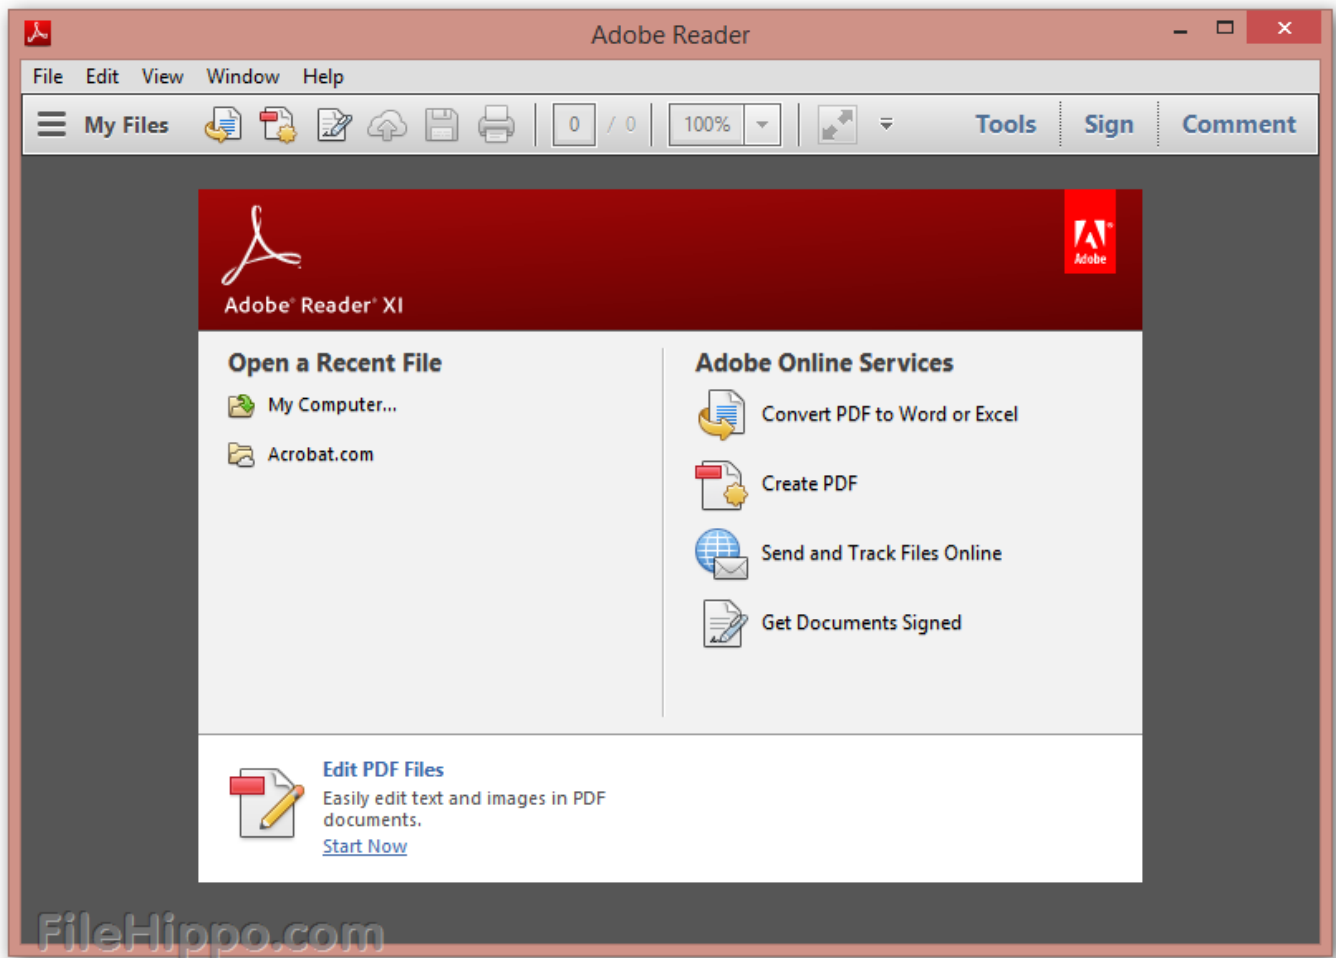 Adobe Reader
File Edit View Window Help
My Files 0 / 0 100% Tools Sign Comment
Adobe® Reader® XI
Adobe
Open a Recent File
My Computer...
Acrobat.com
Adobe Online Services
Convert PDF to Word or Excel
Create PDF
Send and Track Files Online
Get Documents Signed
Edit PDF Files
Easily edit text and images in PDF
documents.
Start Now
FileHippo.com